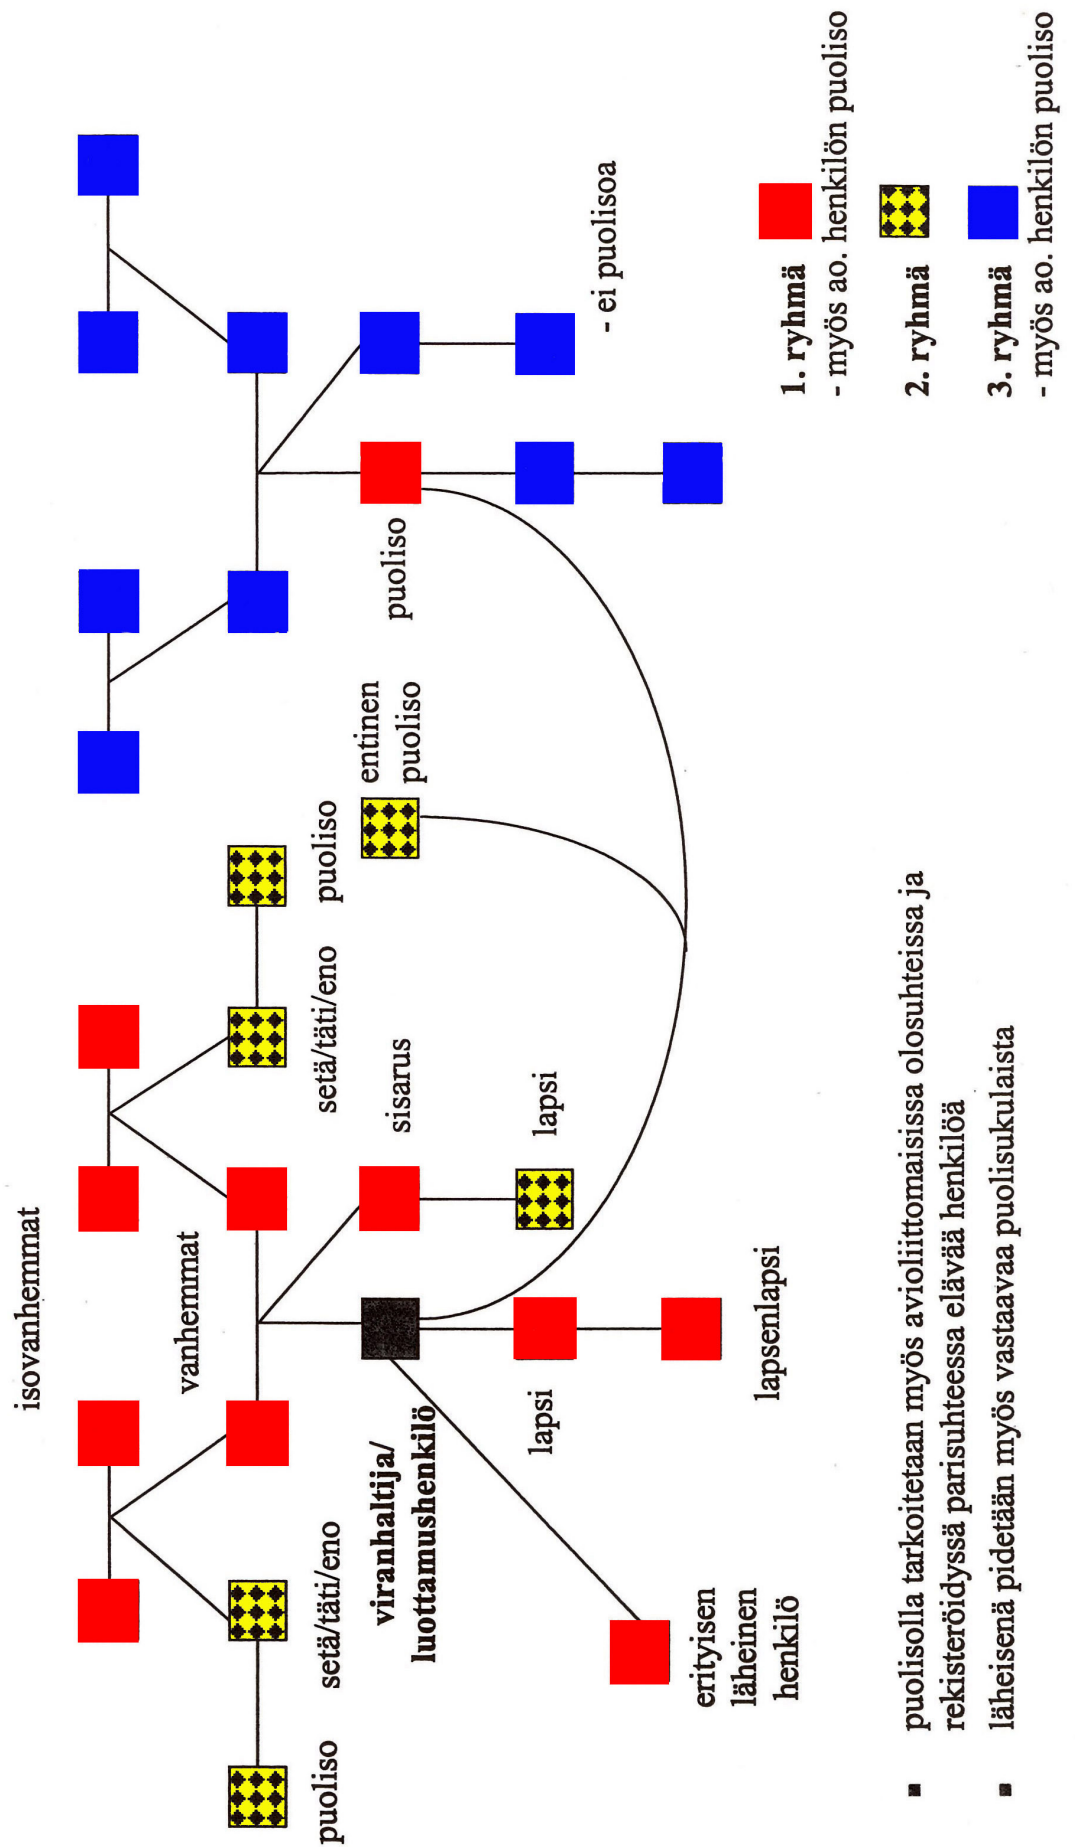 isovanhemmat
vanhemmat
puoliso
setä/täti/eno
setä/täti/eno
puoliso
viranhaltija/
luottamushenkilö
sisarus
entinen
puoliso
puoliso
lapsi
lapsi
- ei puolisoa
erityisen
läheinen
henkilö
lapsenlapsi
1. ryhmä
- myös ao. henkilön puoliso
2. ryhmä
3. ryhmä
- myös ao. henkilön puoliso
▪ puolisolla tarkoitetaan myös avioliittomaisissa olosuhteissa ja
rekisteröidyssä parisuhteessa elävää henkilöä
▪ läheisenä pidetään myös vastaavaa puolisukulaista